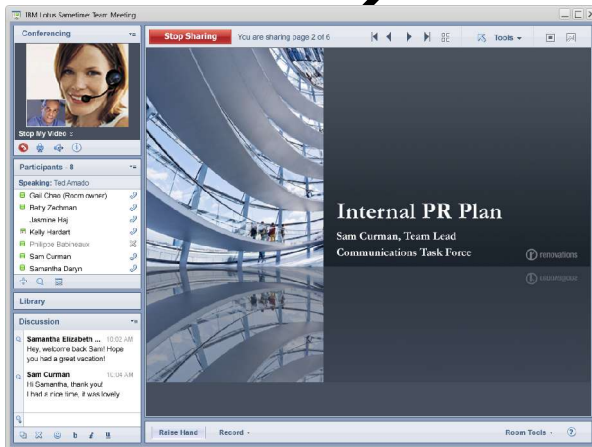 IBM Lotus Sametime: Team Meeting
Conferencing
Stop My Video
Participants - 8
Speaking: Ted Amado
Gail Chao (Room owner)
Betty Zechman
Jasmine Haj
Kelly Hardart
Philippe Babineaux
Sam Curman
Samantha Daryn
Library
Discussion
Samantha Elizabeth ... 10:02 AM
Hey, welcome back Sam! Hope
you had a great vacation!
Sam Curman 10:04 AM
Hi Samantha, thank you!
I had a nice time, it was lovely
b i u
Stop Sharing You are sharing page 2 of 6 Tools
Internal PR Plan
Sam Curman, Team Lead
Communications Task Force
r renovations
Raise Hand Record Room Tools ?